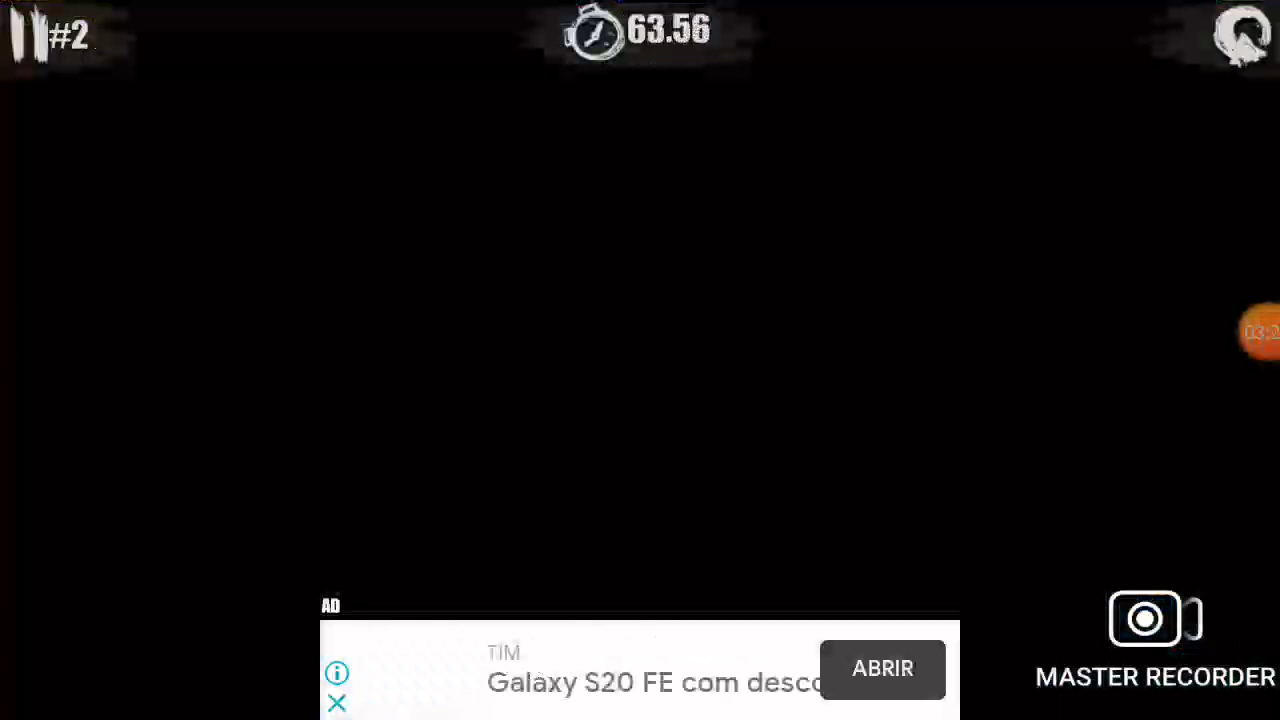 #2
63.56
AD
TIM
Galaxy S20 FE com desco
ABRIR
MASTER RECORDER